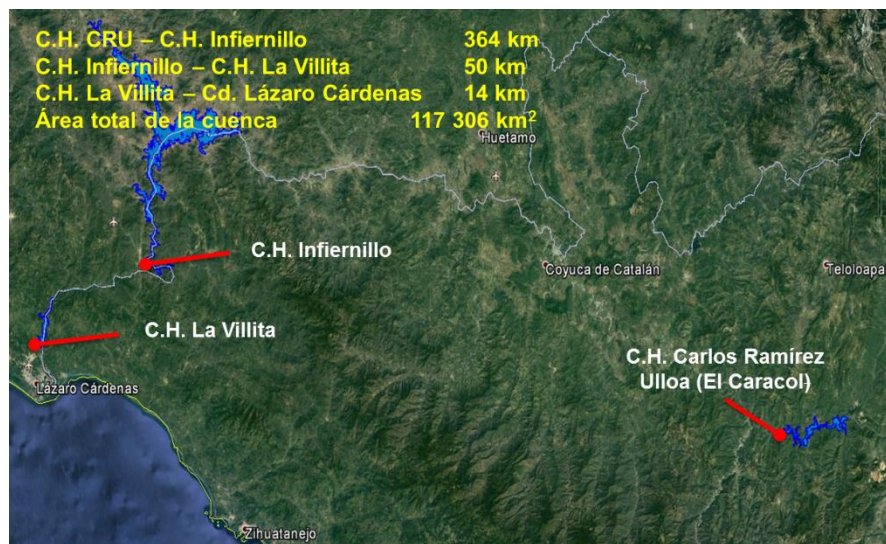 C.H. CRU – C.H. Infiernillo 364 km
C.H. Infiernillo – C.H. La Villita 50 km
C.H. La Villita – Cd. Lázaro Cárdenas 14 km
Área total de la cuenca 117 306 km²
Huetamo
C.H. Infiernillo
Coyuca de Catalán
Teloloapa
C.H. La Villita
C.H. Carlos Ramírez
Ulloa (El Caracol)
Lázaro Cárdenas
Zihuatanejo